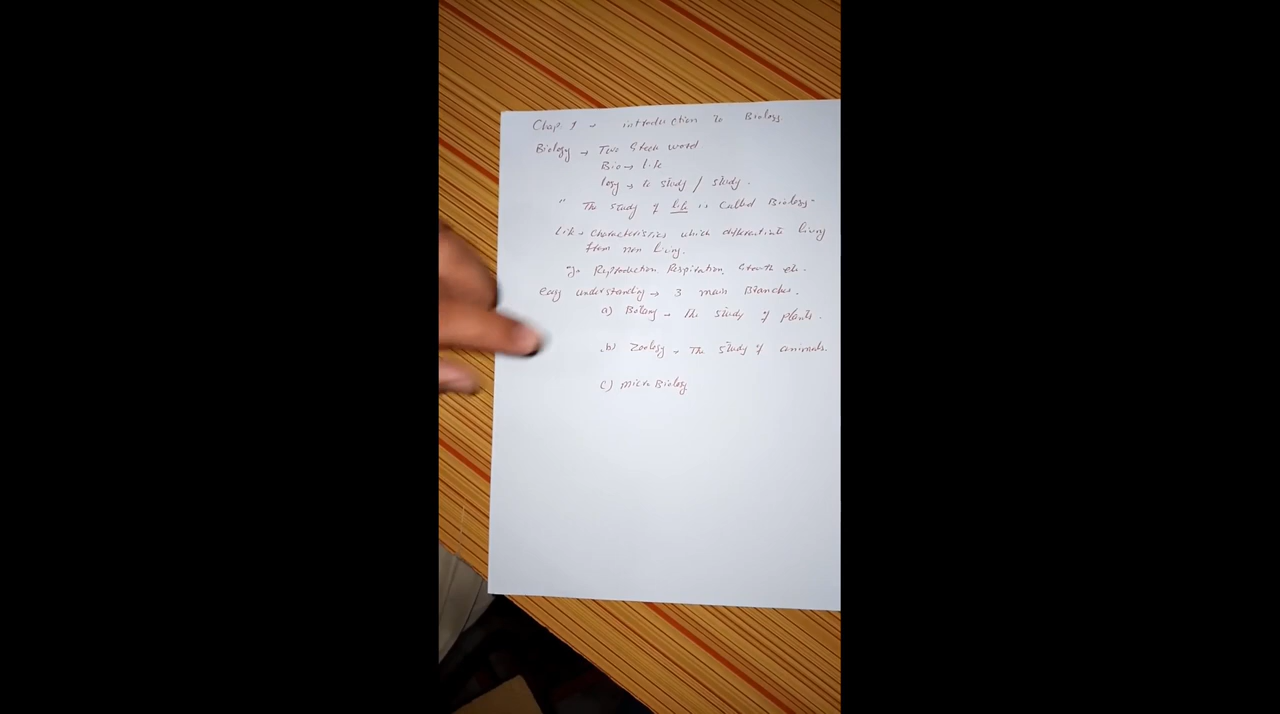 Chap 1 → introduction to Biology
Biology → Two Greek word
Bio → life
logy → to study / study.
" The study of life is called Biology"
Life → characteristics which differentiate living
from non living.
Reproduction, Respiration, Growth etc.
easy understanding → 3 main Branches.
a) Botany → The study of plants.
b) Zoology → The study of animals.
c) micro Biology